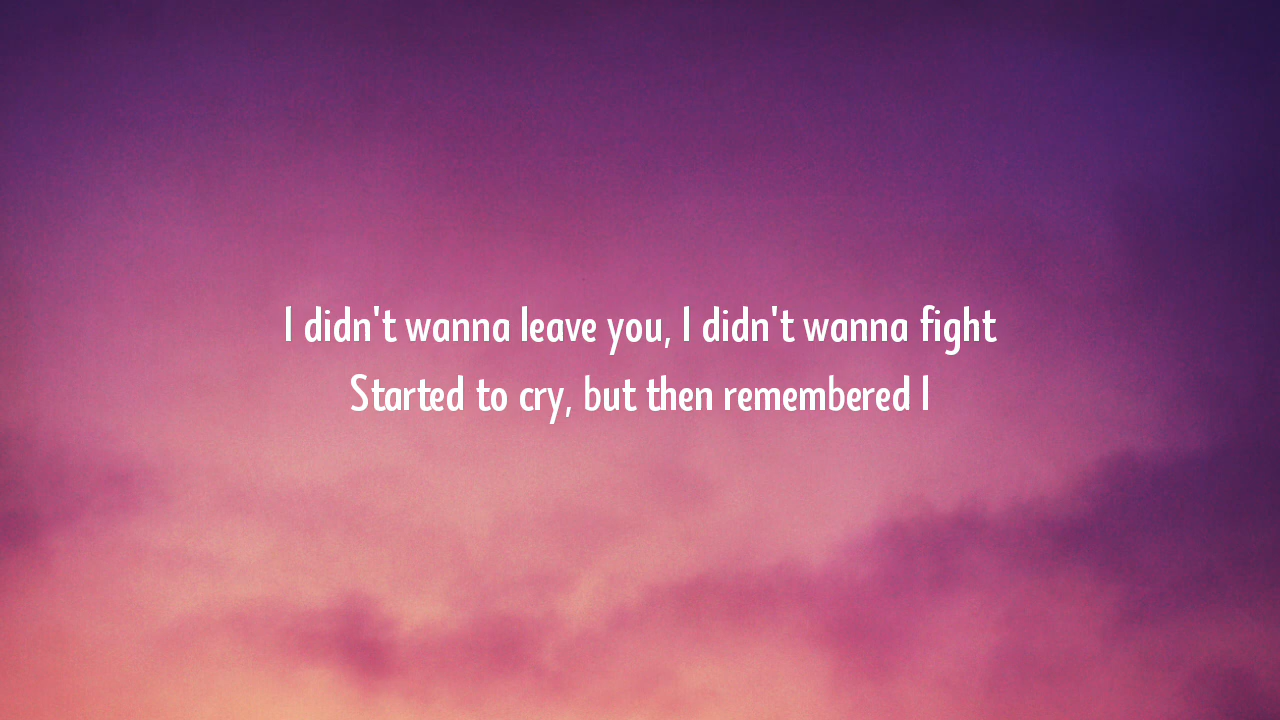 I didn't wanna leave you, I didn't wanna fight
Started to cry, but then remembered I